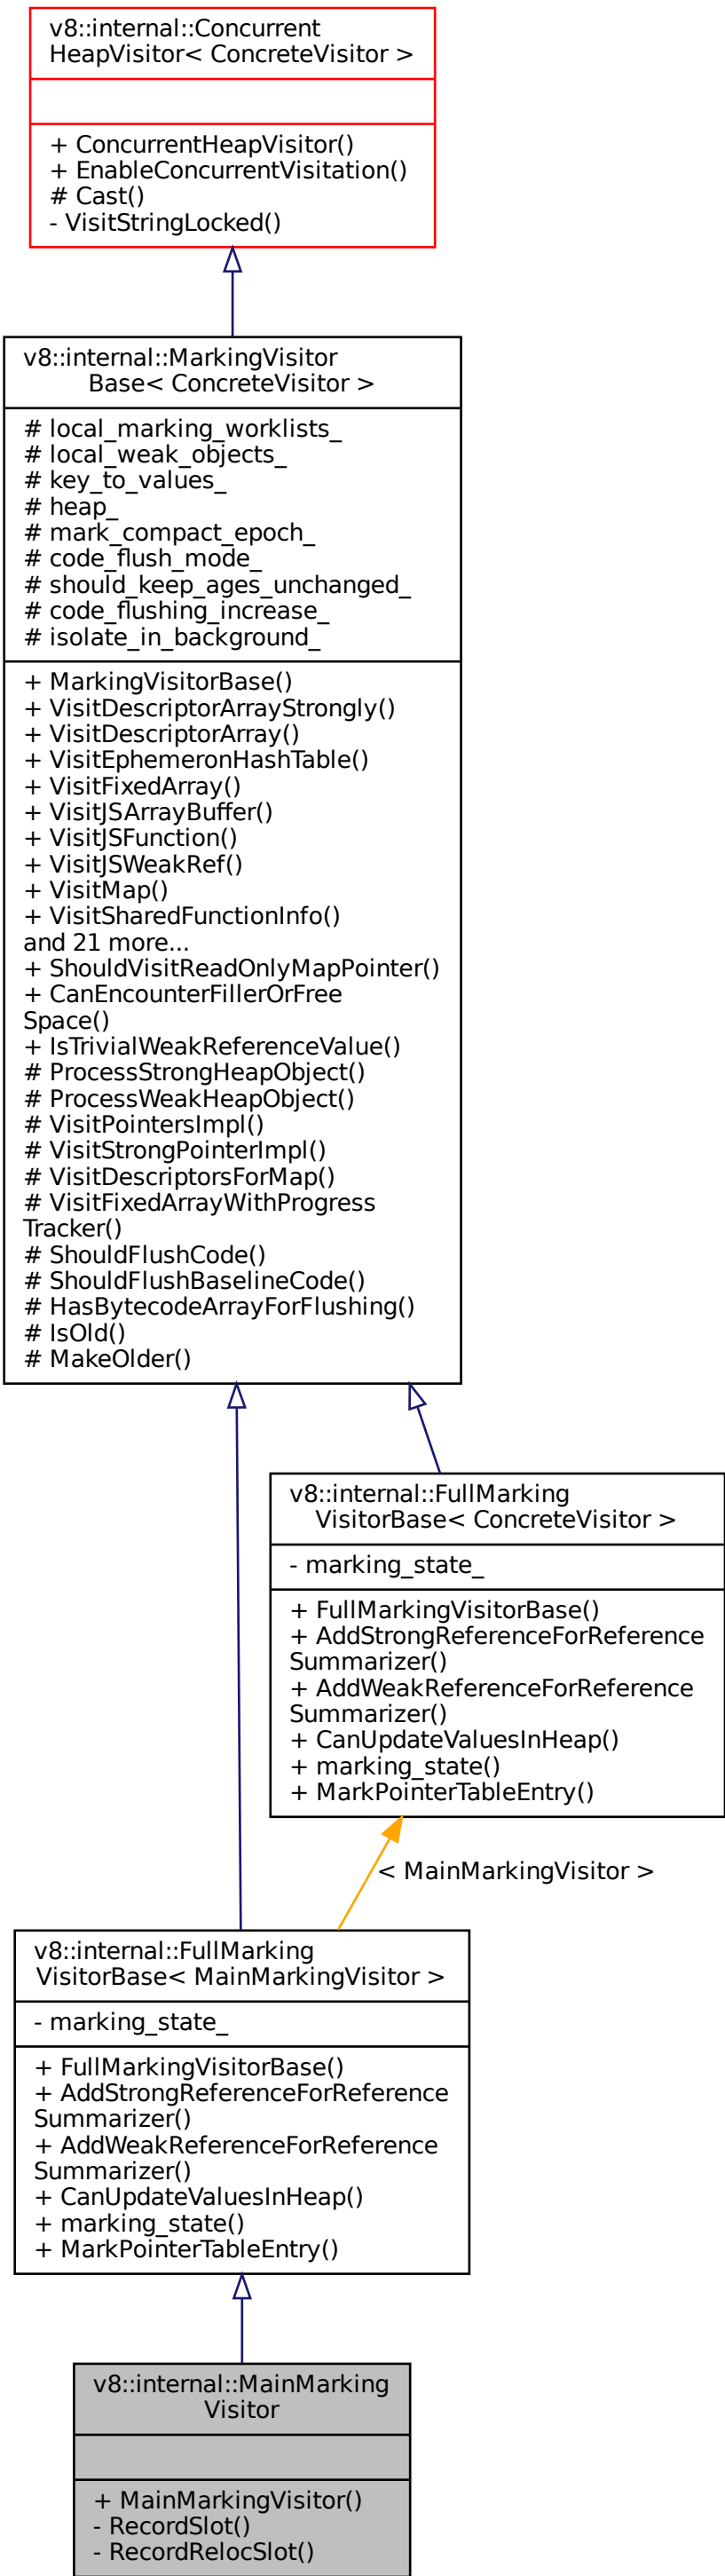 v8::internal::Concurrent
HeapVisitor< ConcreteVisitor >
+ ConcurrentHeapVisitor()
+ EnableConcurrentVisitation()
# Cast()
- VisitStringLocked()
v8::internal::MarkingVisitor
Base< ConcreteVisitor >
# local_marking_worklists_
# local_weak_objects_
# key_to_values_
# heap_
# mark_compact_epoch_
# code_flush_mode_
# should_keep_ages_unchanged_
# code_flushing_increase_
# isolate_in_background_
+ MarkingVisitorBase()
+ VisitDescriptorArrayStrongly()
+ VisitDescriptorArray()
+ VisitEphemeronHashTable()
+ VisitFixedArray()
+ VisitJSArrayBuffer()
+ VisitJSFunction()
+ VisitJSWeakRef()
+ VisitMap()
+ VisitSharedFunctionInfo()
and 21 more...
+ ShouldVisitReadOnlyMapPointer()
+ CanEncounterFillerOrFree
Space()
+ IsTrivialWeakReferenceValue()
# ProcessStrongHeapObject()
# ProcessWeakHeapObject()
# VisitPointersImpl()
# VisitStrongPointerImpl()
# VisitDescriptorsForMap()
# VisitFixedArrayWithProgress
Tracker()
# ShouldFlushCode()
# ShouldFlushBaselineCode()
# HasBytecodeArrayForFlushing()
# IsOld()
# MakeOlder()
v8::internal::FullMarking
VisitorBase< ConcreteVisitor >
- marking_state_
+ FullMarkingVisitorBase()
+ AddStrongReferenceForReference
Summarizer()
+ AddWeakReferenceForReference
Summarizer()
+ CanUpdateValuesInHeap()
+ marking_state()
+ MarkPointerTableEntry()
< MainMarkingVisitor >
v8::internal::FullMarking
VisitorBase< MainMarkingVisitor >
- marking_state_
+ FullMarkingVisitorBase()
+ AddStrongReferenceForReference
Summarizer()
+ AddWeakReferenceForReference
Summarizer()
+ CanUpdateValuesInHeap()
+ marking_state()
+ MarkPointerTableEntry()
v8::internal::MainMarking
Visitor
+ MainMarkingVisitor()
- RecordSlot()
- RecordRelocSlot()